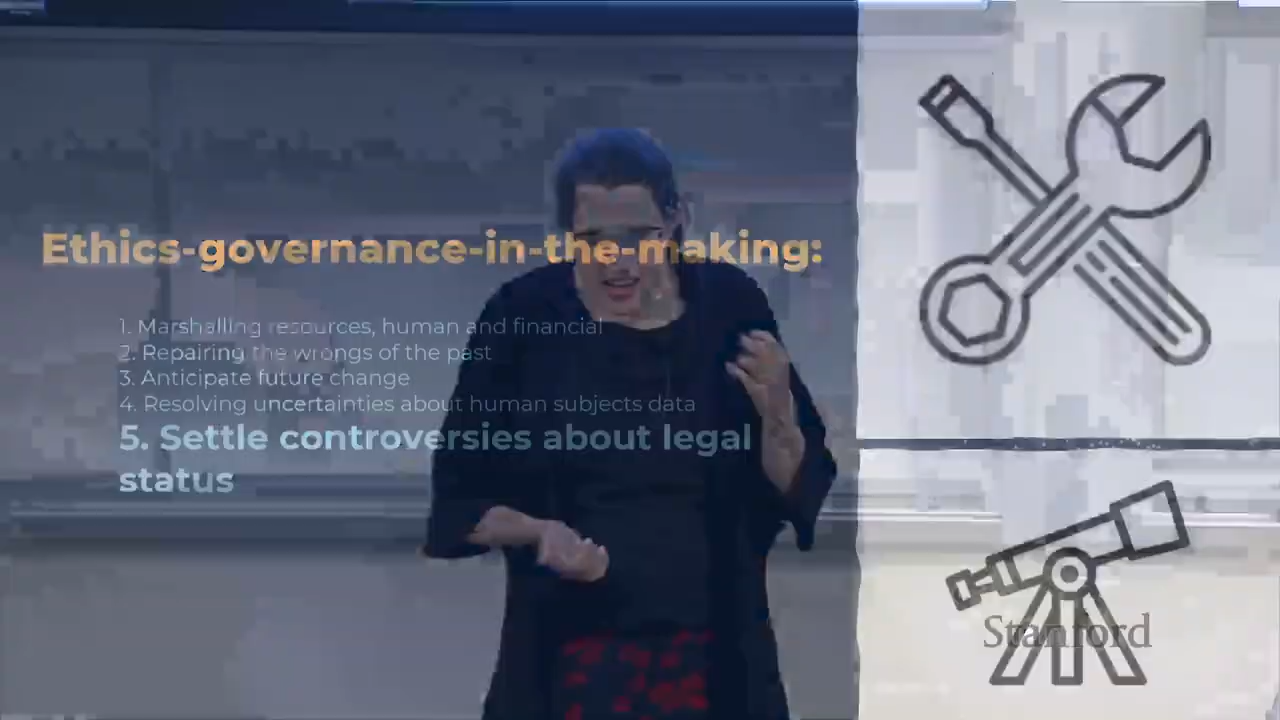 Ethics-governance-in-the-making:
1. Marshalling resources, human and financial
2. Repairing the wrongs of the past
3. Anticipate future change
4. Resolving uncertainties about human subjects data
5. Settle controversies about legal
status
Stanford